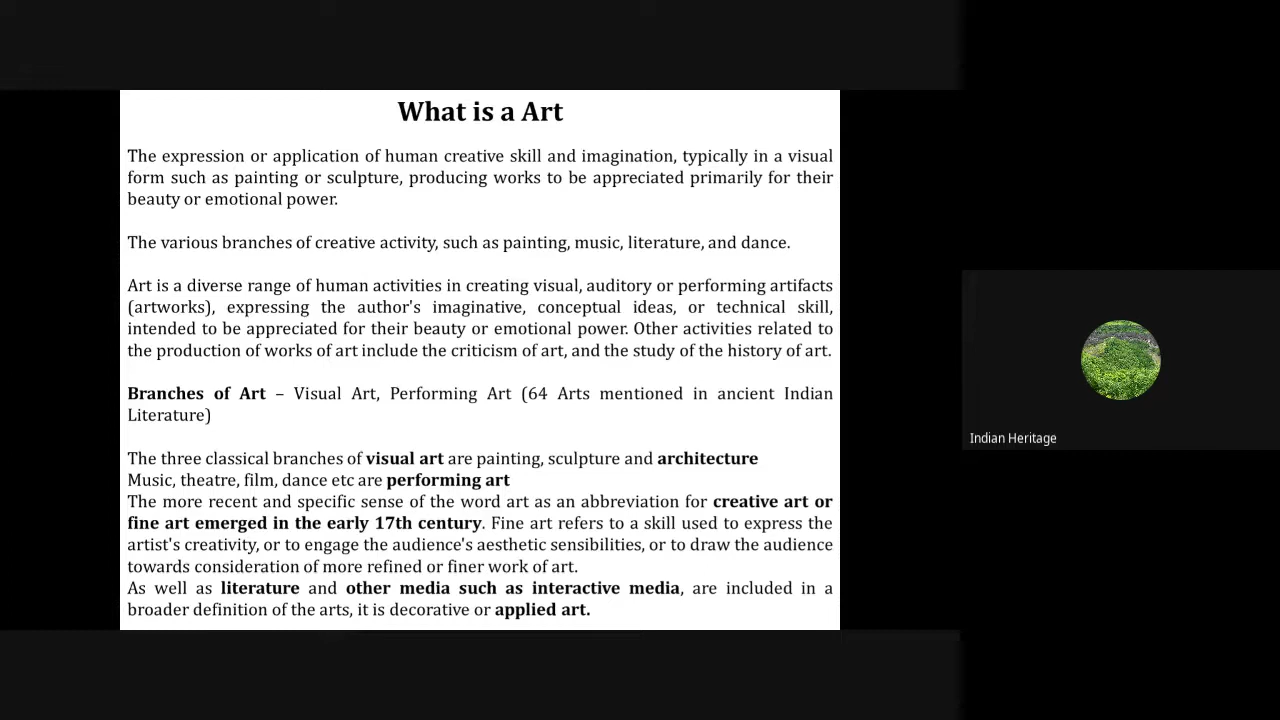 What is a Art
The expression or application of human creative skill and imagination, typically in a visual
form such as painting or sculpture, producing works to be appreciated primarily for their
beauty or emotional power.
The various branches of creative activity, such as painting, music, literature, and dance.
Art is a diverse range of human activities in creating visual, auditory or performing artifacts
(artworks), expressing the author's imaginative, conceptual ideas, or technical skill,
intended to be appreciated for their beauty or emotional power. Other activities related to
the production of works of art include the criticism of art, and the study of the history of art.
Branches of Art – Visual Art, Performing Art (64 Arts mentioned in ancient Indian
Literature)
The three classical branches of visual art are painting, sculpture and architecture
Music, theatre, film, dance etc are performing art
The more recent and specific sense of the word art as an abbreviation for creative art or
fine art emerged in the early 17th century. Fine art refers to a skill used to express the
artist's creativity, or to engage the audience's aesthetic sensibilities, or to draw the audience
towards consideration of more refined or finer work of art.
As well as literature and other media such as interactive media, are included in a
broader definition of the arts, it is decorative or applied art.
Indian Heritage